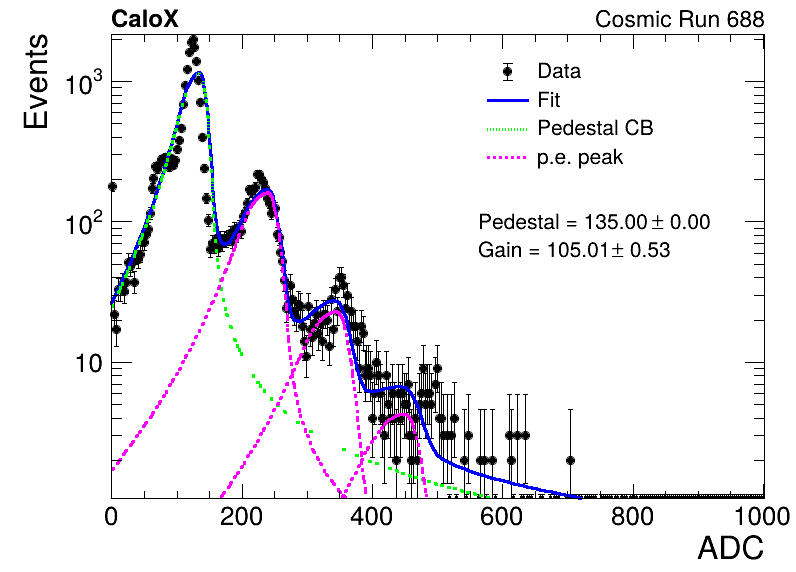 CaloX Cosmic Run 688
Events
10³
10²
10
Data
Fit
Pedestal CB
p.e. peak
Pedestal = 135.00 ± 0.00
Gain = 105.01 ± 0.53
0 200 400 600 800 1000
ADC